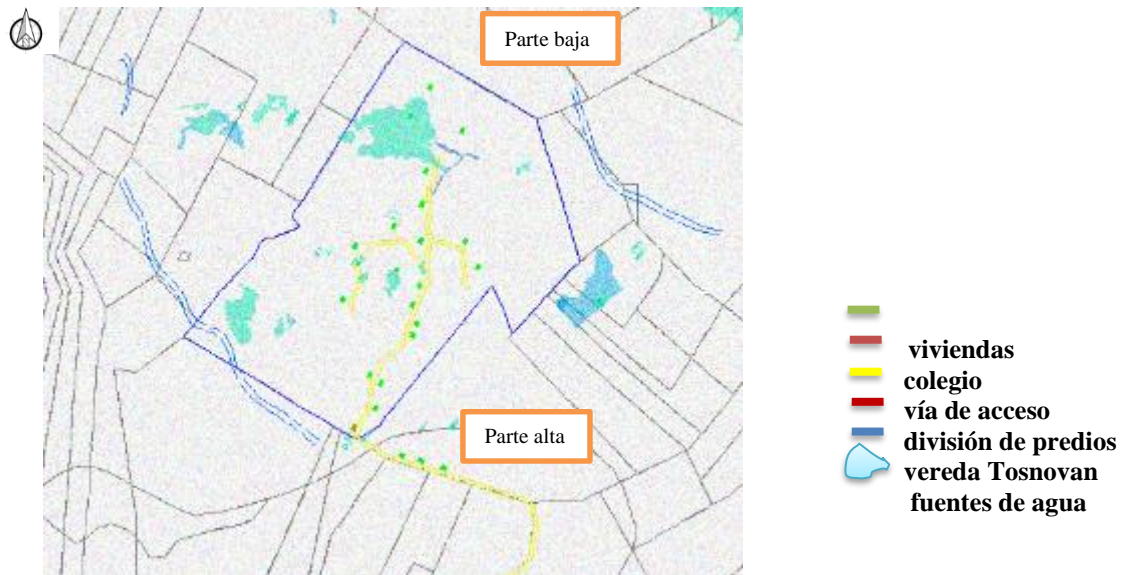 Parte baja
Parte alta
viviendas
colegio
vía de acceso
división de predios
vereda Tosnovan
fuentes de agua